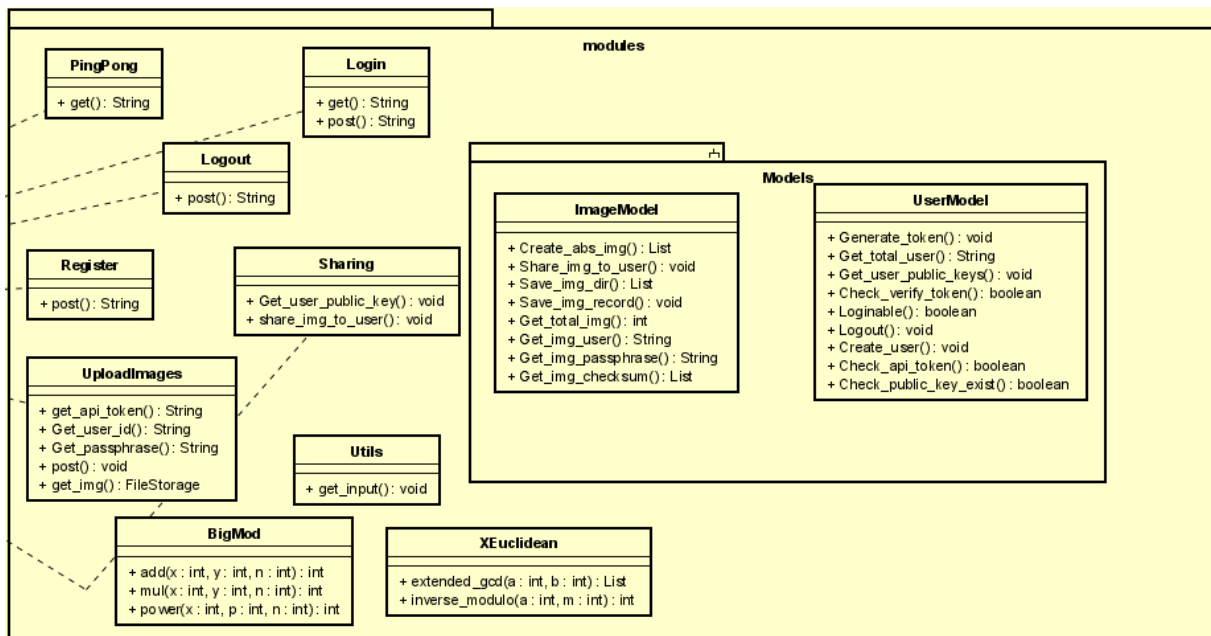 modules
PingPong
+ get() : String
Login
+ get() : String
+ post() : String
Logout
+ post() : String
Models
ImageModel
+ Create_abs_img() : List
+ Share_img_to_user() : void
+ Save_img_dir() : List
+ Save_img_record() : void
+ Get_total_img() : int
+ Get_img_user() : String
+ Get_img_passphrase() : String
+ Get_img_checksum() : List
UserModel
+ Generate_token() : void
+ Get_total_user() : String
+ Get_user_public_keys() : void
+ Check_verify_token() : boolean
+ Loginable() : boolean
+ Logout() : void
+ Create_user() : void
+ Check_api_token() : boolean
+ Check_public_key_exist() : boolean
Register
+ post() : String
Sharing
+ Get_user_public_key() : void
+ share_img_to_user() : void
UploadImages
+ get_api_token() : String
+ Get_user_id() : String
+ Get_passphrase() : String
+ post() : void
+ get_img() : FileStorage
Utils
+ get_input() : void
BigMod
+ add(x : int, y : int, n : int) : int
+ mul(x : int, y : int, n : int) : int
+ power(x : int, p : int, n : int) : int
XEuclidean
+ extended_gcd(a : int, b : int) : List
+ inverse_modulo(a : int, m : int) : int